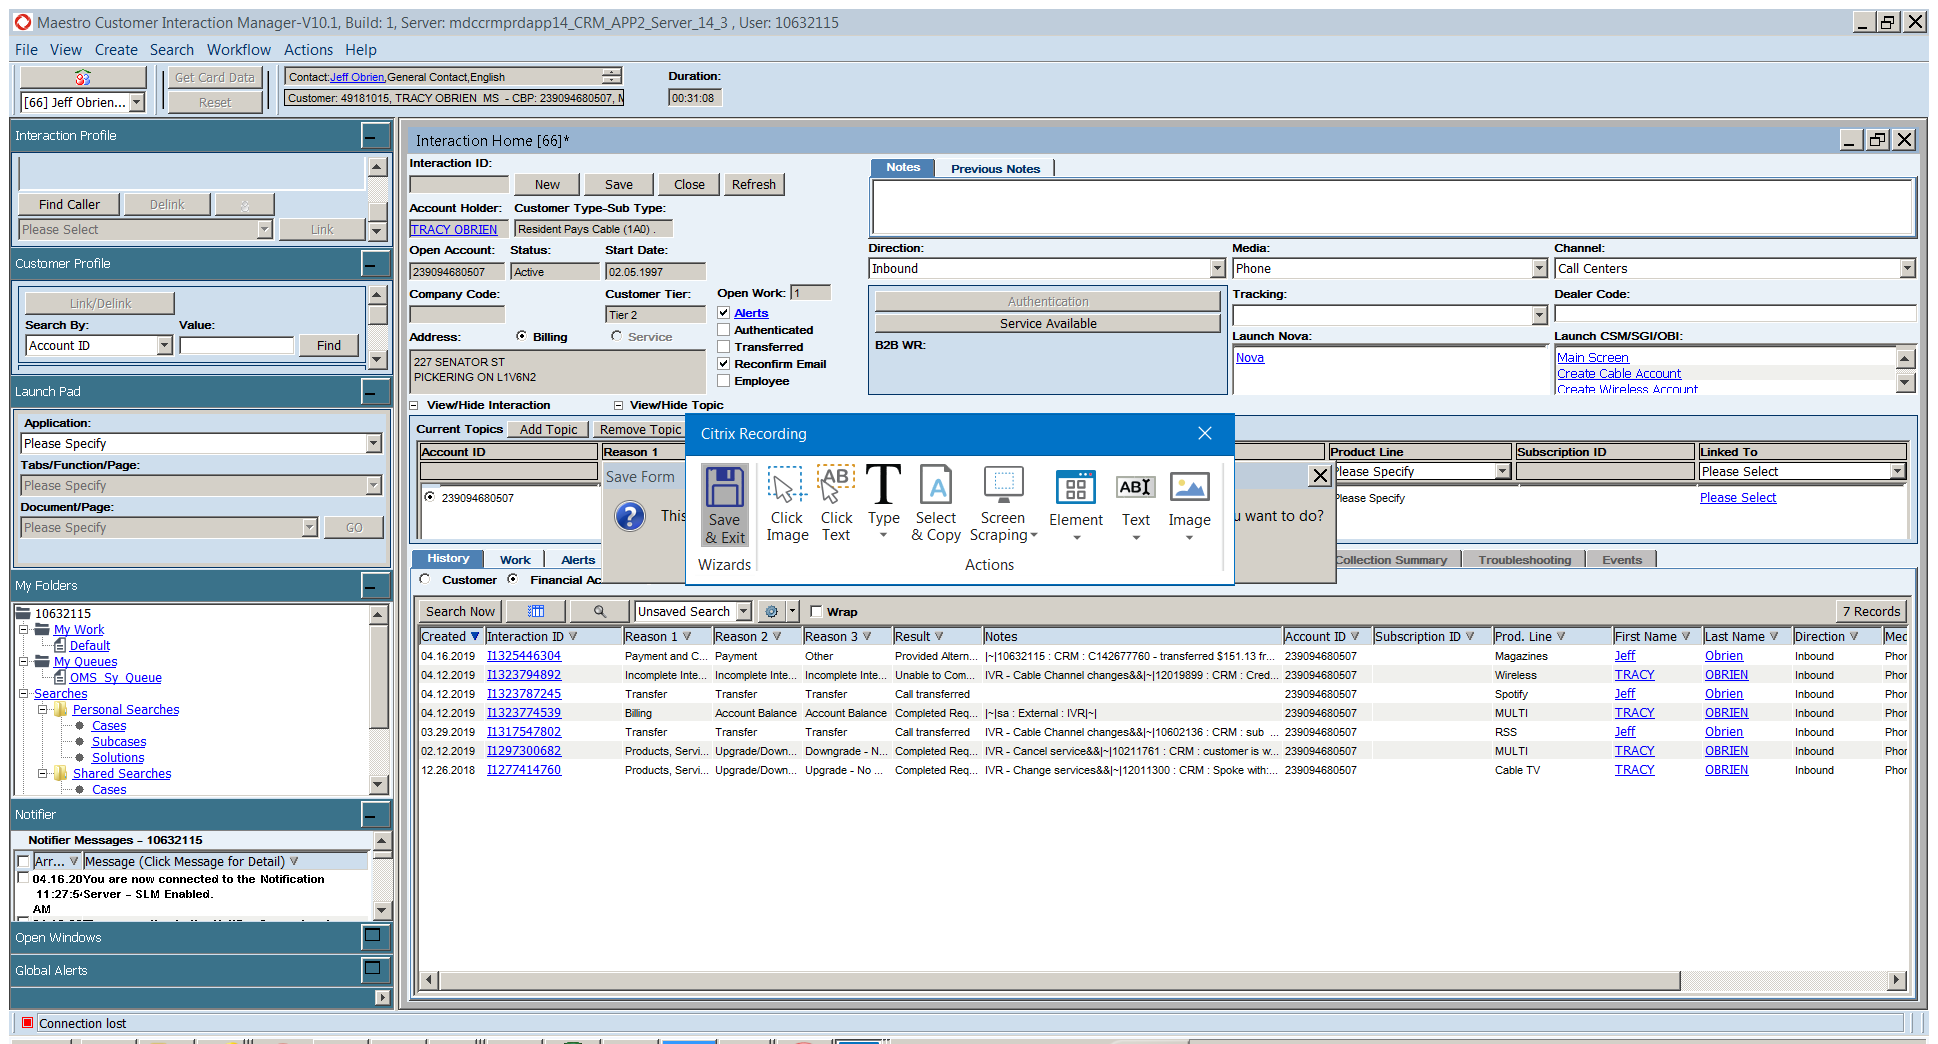 Maestro Customer Interaction Manager-V10.1, Build: 1, Server: mdccrmprdapp14_CRM_APP2_Server_14_3 , User: 10632115
File View Create Search Workflow Actions Help
Get Card Data
[66] Jeff Obrien...
Reset
Contact:Jeff Obrien,General Contact,English
Customer: 49181015, TRACY OBRIEN MS - CBP: 239094680507, M
Duration:
00:31:08
Interaction Profile
Find Caller Delink
Please Select Link
Customer Profile
Link/Delink
Search By: Value:
Account ID Find
Launch Pad
Application:
Please Specify
Tabs/Function/Page:
Please Specify
Document/Page:
Please Specify GO
My Folders
10632115
My Work
Default
My Queues
OMS_Sy_Queue
Searches
Personal Searches
Cases
Subcases
Solutions
Shared Searches
Cases
Notifier
Notifier Messages - 10632115
Arr... Message (Click Message for Detail)
04.16.20You are now connected to the Notification
11:27:5 Server - SLM Enabled.
AM
Open Windows
Global Alerts
Connection lost
Interaction Home [66]*
Interaction ID:
New Save Close Refresh
Account Holder: Customer Type-Sub Type:
TRACY OBRIEN Resident Pays Cable (1A0) .
Open Account: Status: Start Date:
239094680507 Active 02.05.1997
Company Code: Customer Tier: Open Work: 1
Tier 2
Alerts
Authenticated
Transferred
Reconfirm Email
Employee
Address: Billing Service
227 SENATOR ST
PICKERING ON L1V6N2
Notes Previous Notes
Direction: Media: Channel:
Inbound Phone Call Centers
Authentication
Service Available
B2B WR:
Tracking: Dealer Code:
Launch Nova: Launch CSM/SGI/OBI:
Nova
Main Screen
Create Cable Account
Create Wireless Account
View/Hide Interaction View/Hide Topic
Current Topics Add Topic Remove Topic
Account ID Reason 1 Product Line Subscription ID Linked To
Please Specify Please Select
239094680507 Please Specify Please Select
Save Form
This
u want to do?
Citrix Recording
Save & Exit
Click Image
Click Text
Type
Select & Copy
Screen Scraping
Element
Text
Image
Wizards Actions
History Work Alerts Collection Summary Troubleshooting Events
Customer Financial Ac
Search Now Unsaved Search Wrap 7 Records
Created Interaction ID Reason 1 Reason 2 Reason 3 Result Notes Account ID Subscription ID Prod. Line First Name Last Name Direction Mec
04.16.2019 I1325446304 Payment and C... Payment Other Provided Altern... |~|10632115 : CRM : C142677760 - transferred $151.13 fr... 239094680507 Magazines Jeff Obrien Inbound Phor
04.12.2019 I1323794892 Incomplete Inte... Incomplete Inte... Incomplete Inte... Unable to Com... IVR - Cable Channel changes&&|~|12019899 : CRM : Cred... 239094680507 Wireless TRACY OBRIEN Inbound Phor
04.12.2019 I1323787245 Transfer Transfer Transfer Call transferred 239094680507 Spotify Jeff Obrien Inbound Phor
04.12.2019 I1323774539 Billing Account Balance Account Balance Completed Req... |~|sa : External : IVR|~| 239094680507 MULTI TRACY OBRIEN Inbound Phor
03.29.2019 I1317547802 Transfer Transfer Transfer Call transferred IVR - Cable Channel changes&&|~|10602136 : CRM : sub ... 239094680507 RSS Jeff Obrien Inbound Phor
02.12.2019 I1297300682 Products, Servi... Upgrade/Down... Downgrade - N... Completed Req... IVR - Cancel service&&|~|10211761 : CRM : customer is w... 239094680507 MULTI TRACY OBRIEN Inbound Phor
12.26.2018 I1277414760 Products, Servi... Upgrade/Down... Upgrade - No ... Completed Req... IVR - Change services&&|~|12011300 : CRM : Spoke with:... 239094680507 Cable TV TRACY OBRIEN Inbound Phor